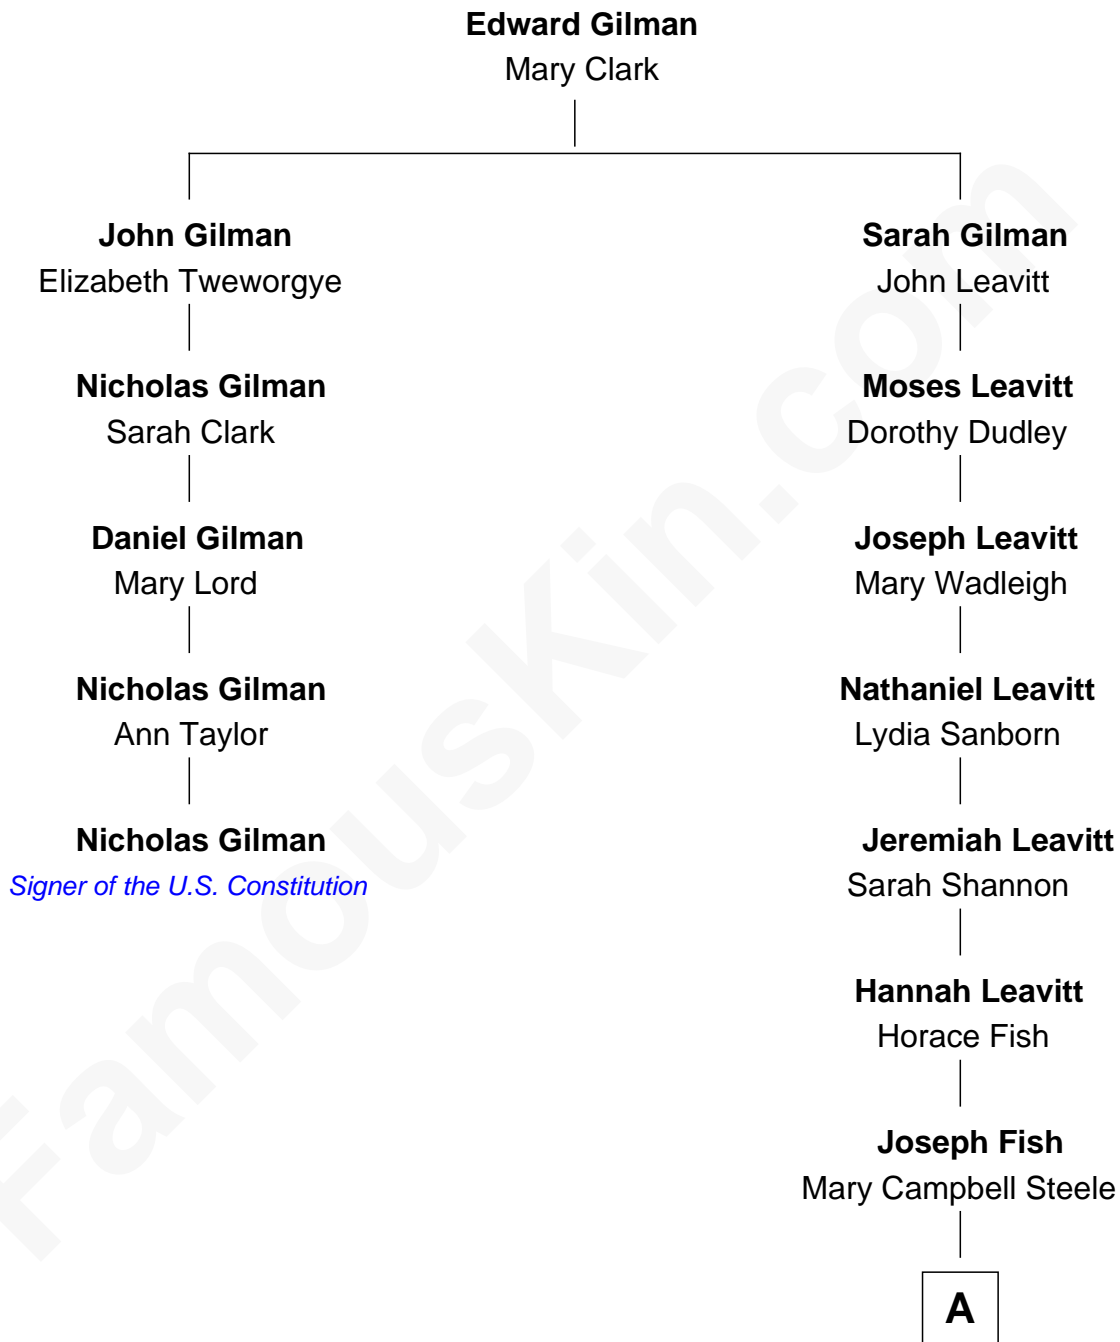 Edward Gilman
Mary Clark
John Gilman
Elizabeth Tweworgye
Nicholas Gilman
Sarah Clark
Daniel Gilman
Mary Lord
Nicholas Gilman
Ann Taylor
Nicholas Gilman
Signer of the U.S. Constitution
Sarah Gilman
John Leavitt
Moses Leavitt
Dorothy Dudley
Joseph Leavitt
Mary Wadleigh
Nathaniel Leavitt
Lydia Sanborn
Jeremiah Leavitt
Sarah Shannon
Hannah Leavitt
Horace Fish
Joseph Fish
Mary Campbell Steele
A
FamousKin.com